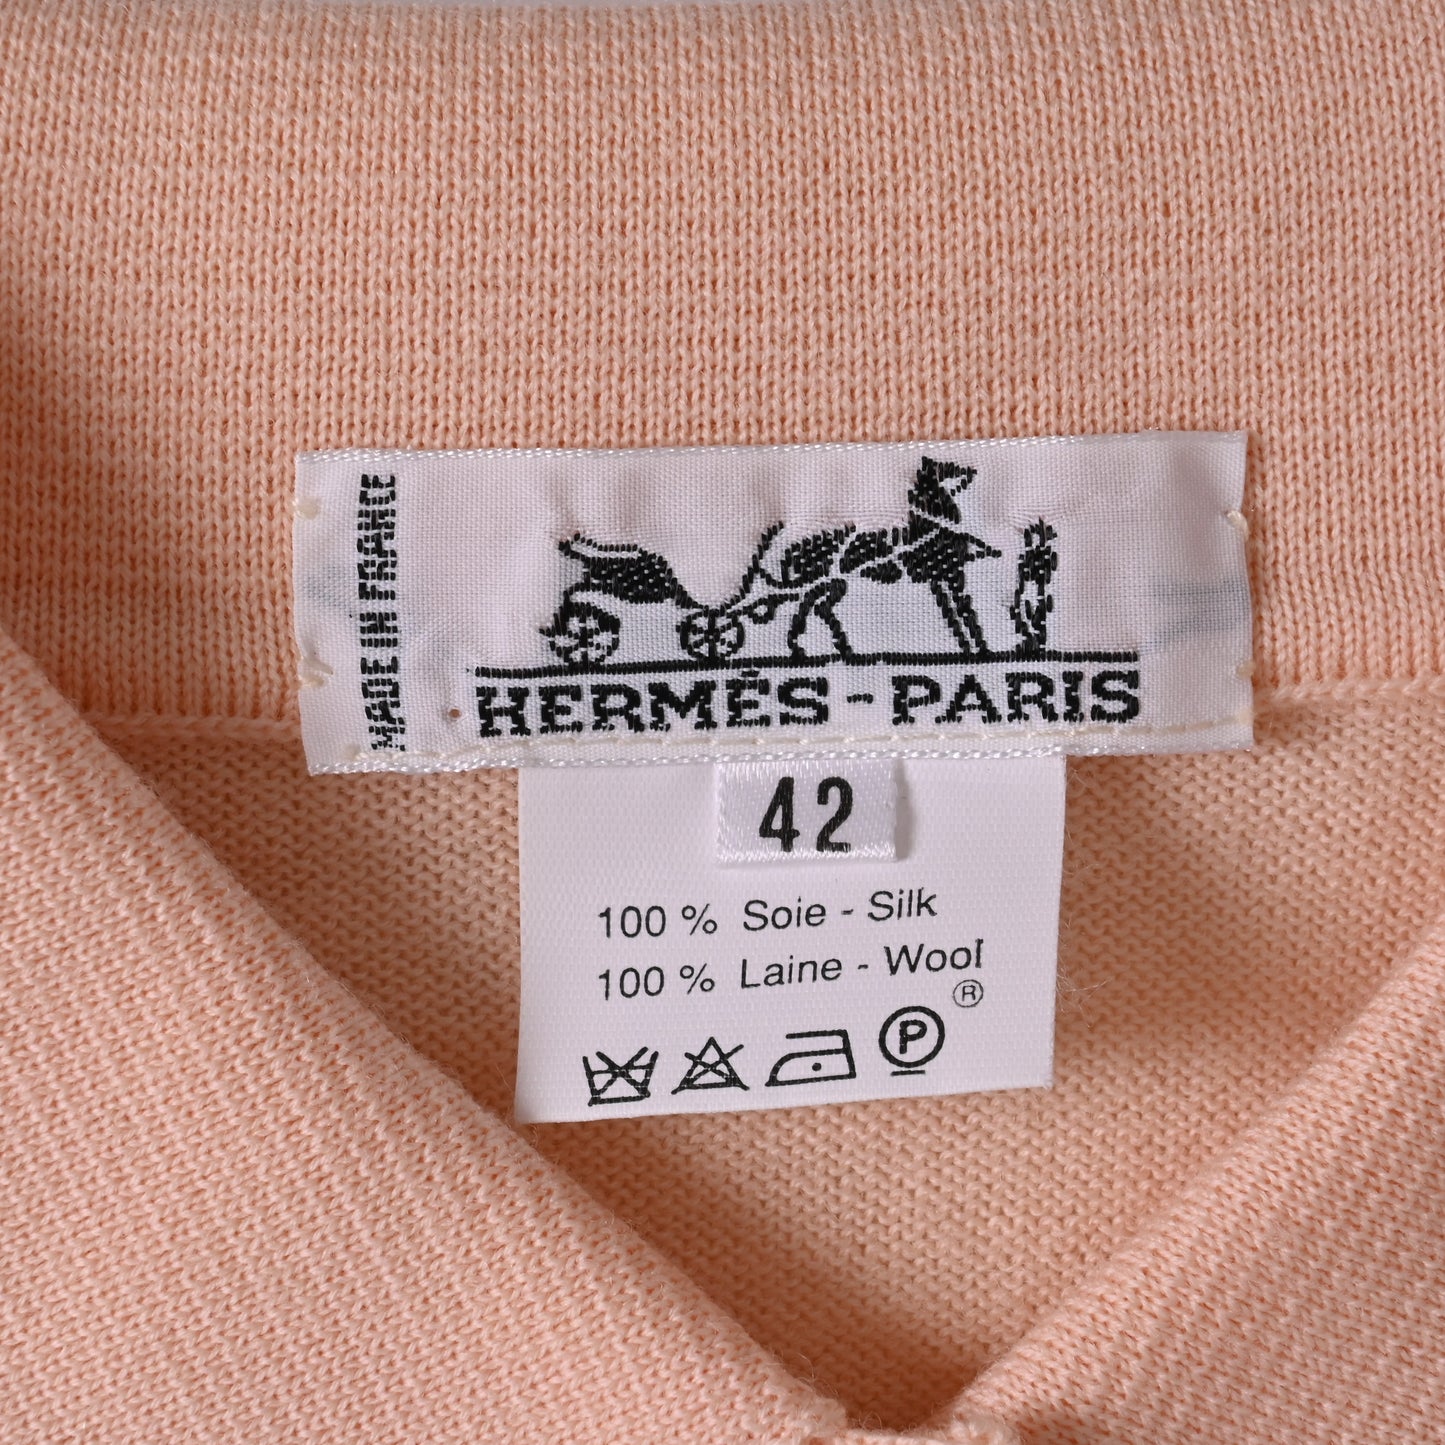 MADE IN FRANCE
HERMÈS - PARIS
42
100 % Soie - Silk
100 % Laine - Wool
®
P